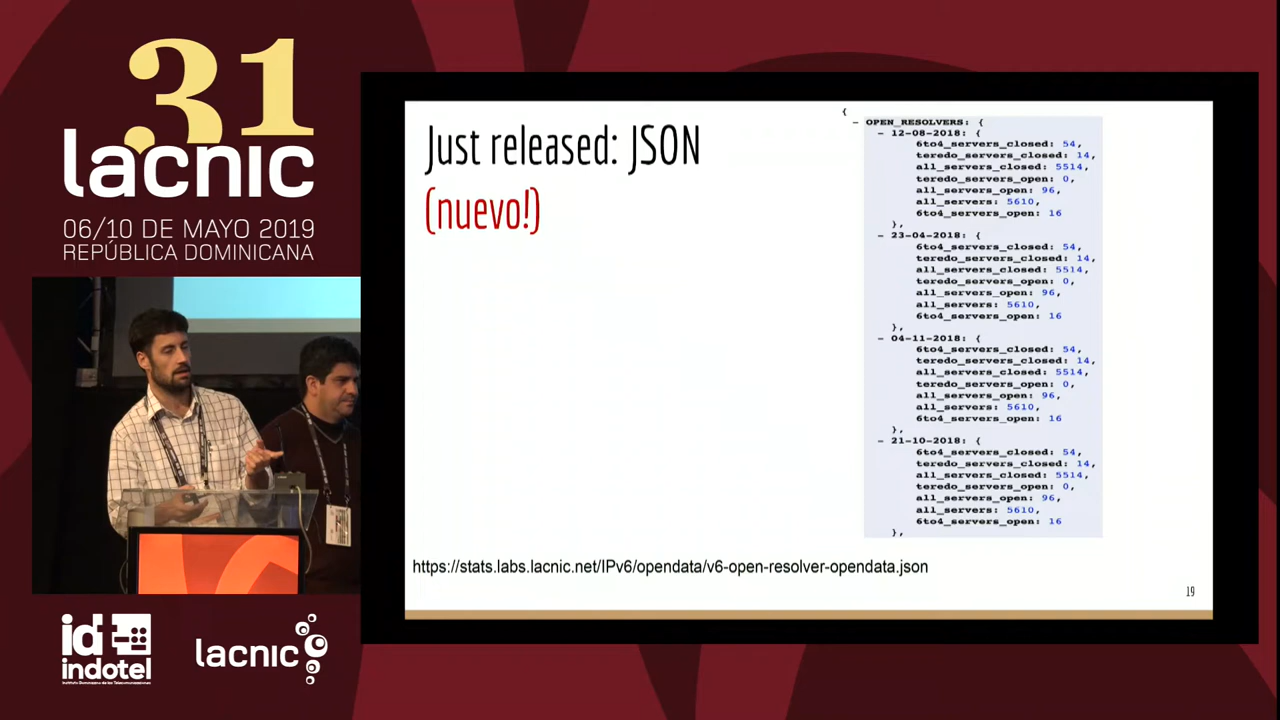 31
lacnic
06/10 DE MAYO 2019
REPÚBLICA DOMINICANA
Just released: JSON
(nuevo!)
{
- OPEN_RESOLVERS: {
- 12-08-2018: {
6to4_servers_closed: 54,
teredo_servers_closed: 14,
all_servers_closed: 5514,
teredo_servers_open: 0,
all_servers_open: 96,
all_servers: 5610,
6to4_servers_open: 16
},
- 23-04-2018: {
6to4_servers_closed: 54,
teredo_servers_closed: 14,
all_servers_closed: 5514,
teredo_servers_open: 0,
all_servers_open: 96,
all_servers: 5610,
6to4_servers_open: 16
},
- 04-11-2018: {
6to4_servers_closed: 54,
teredo_servers_closed: 14,
all_servers_closed: 5514,
teredo_servers_open: 0,
all_servers_open: 96,
all_servers: 5610,
6to4_servers_open: 16
},
- 21-10-2018: {
6to4_servers_closed: 54,
teredo_servers_closed: 14,
all_servers_closed: 5514,
teredo_servers_open: 0,
all_servers_open: 96,
all_servers: 5610,
6to4_servers_open: 16
},
https://stats.labs.lacnic.net/IPv6/opendata/v6-open-resolver-opendata.json
19
id
indotel
Instituto Dominicano de las Telecomunicaciones
lacnic